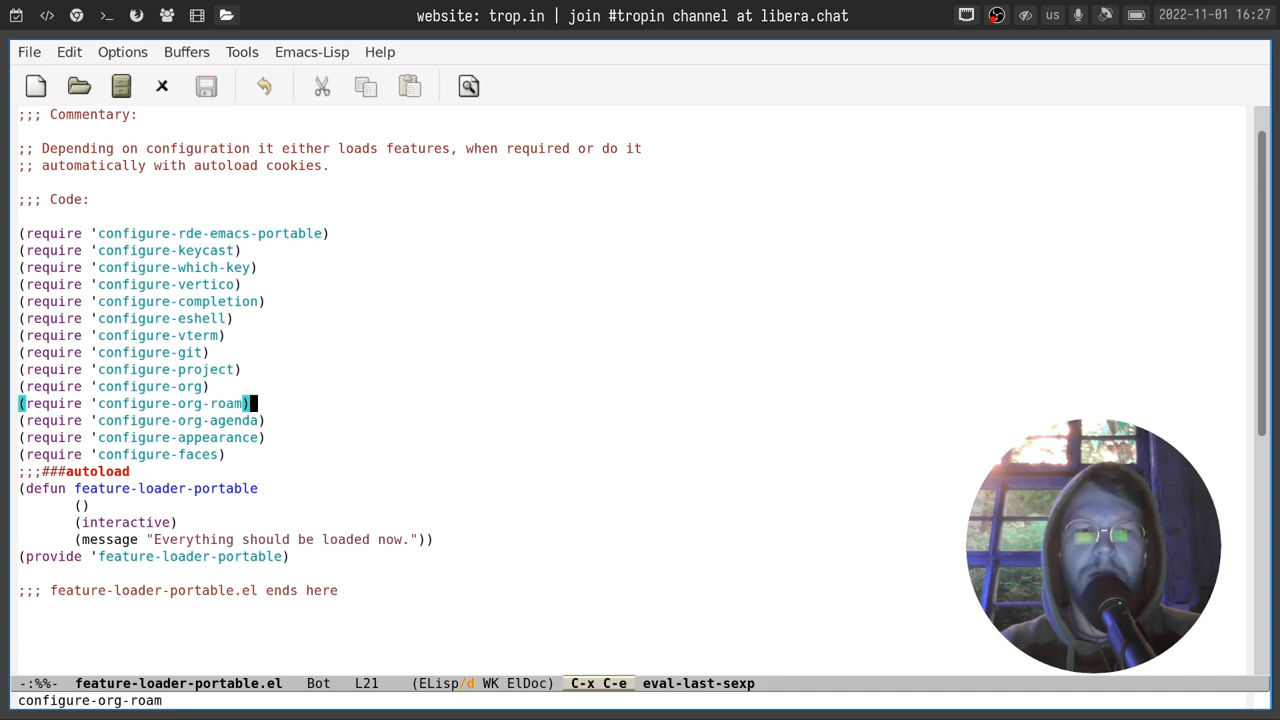 website: trop.in | join #tropin channel at libera.chat
us
2022-11-01 16:27
File Edit Options Buffers Tools Emacs-Lisp Help
;;; Commentary:
;; Depending on configuration it either loads features, when required or do it
;; automatically with autoload cookies.
;;; Code:
(require 'configure-rde-emacs-portable)
(require 'configure-keycast)
(require 'configure-which-key)
(require 'configure-vertico)
(require 'configure-completion)
(require 'configure-eshell)
(require 'configure-vterm)
(require 'configure-git)
(require 'configure-project)
(require 'configure-org)
(require 'configure-org-roam)
(require 'configure-org-agenda)
(require 'configure-appearance)
(require 'configure-faces)
;;;###autoload
(defun feature-loader-portable
()
(interactive)
(message "Everything should be loaded now."))
(provide 'feature-loader-portable)
;;; feature-loader-portable.el ends here
-:%%- feature-loader-portable.el Bot L21 (ELisp/d WK ElDoc) C-x C-e eval-last-sexp
configure-org-roam